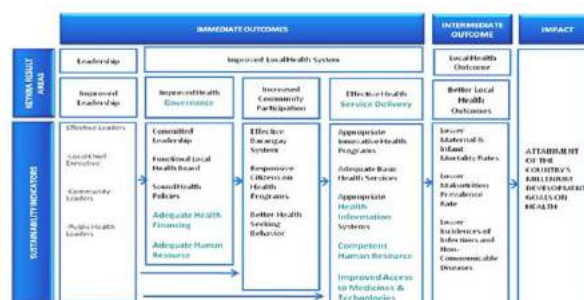 IMMEDIATE OUTCOMES
INTERMEDIATE
OUTCOME
IMPACT
KEY RESULT
AREAS
Leadership
Improved Local Health System
Local Health
Outcome
Improved
Leadership
Improved Health
Governance
Increased
Community
Participation
Effective Health
Service Delivery
Better Local
Health
Outcomes
SUSTAINABILITY INDICATORS
Effective Leaders
-Local Chief
Executive
-Community
Leaders
-Public Health
Leaders
Committed
Leadership
Functional Local
Health Board
Sound Health
Policies
Adequate Health
Financing
Adequate Human
Resource
Effective
Barangay
System
Responsive
Citizens on
Health
Programs
Better Health
Seeking
Behavior
Appropriate
Innovative Health
Programs
Adequate Basic
Health Services
Appropriate
Health
Information
Systems
Competent
Human Resource
Improved Access
to Medicines &
Technologies
Lower
Maternal &
Infant
Mortality Rates
Lower
Malnutrition
Prevalence
Rate
Lower
Incidences of
Infectious and
Non-
Communicable
Diseases
ATTAINMENT
OF THE
COUNTRY'S
MILLENIUM
DEVELOPMENT
GOALS ON
HEALTH